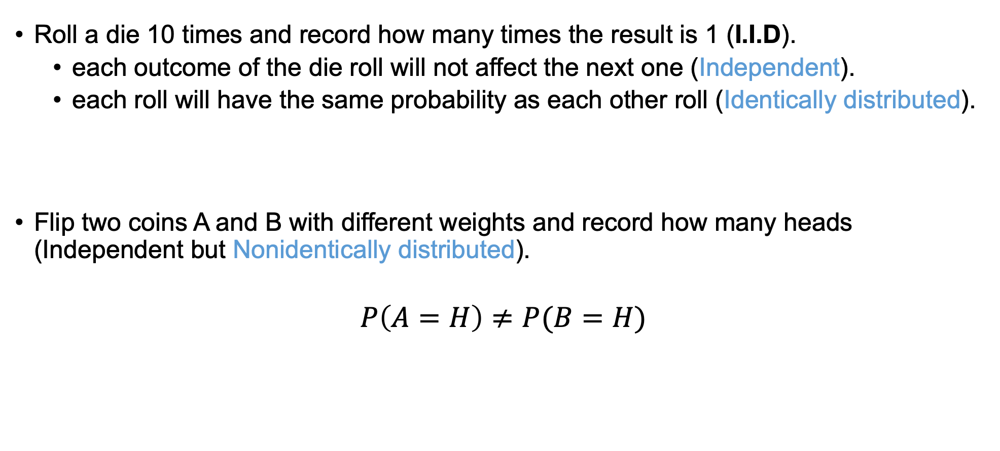 • Roll a die 10 times and record how many times the result is 1 (I.I.D).
• each outcome of the die roll will not affect the next one (Independent).
• each roll will have the same probability as each other roll (Identically distributed).
• Flip two coins A and B with different weights and record how many heads
(Independent but Nonidentically distributed).
P(A = H) ≠ P(B = H)